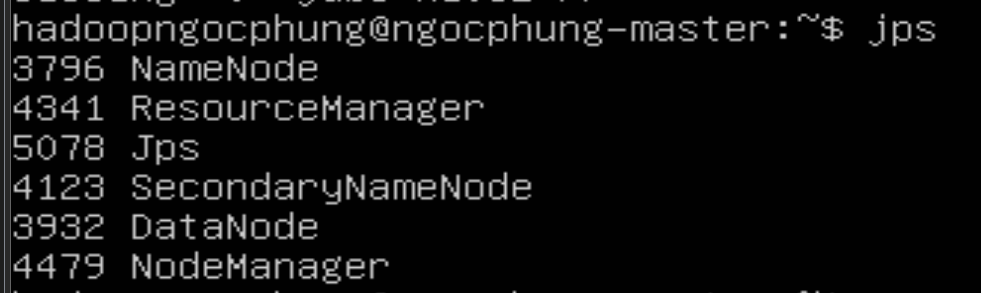 hadoopngocphung@ngocphung-master:~$ jps
3796 NameNode
4341 ResourceManager
5078 Jps
4123 SecondaryNameNode
3932 DataNode
4479 NodeManager